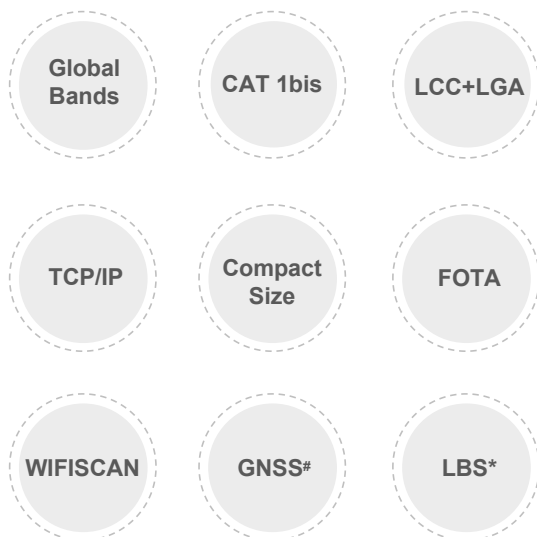 Global
Bands
CAT 1bis
LCC+LGA
TCP/IP
Compact
Size
FOTA
WIFISCAN
GNSS#
LBS*